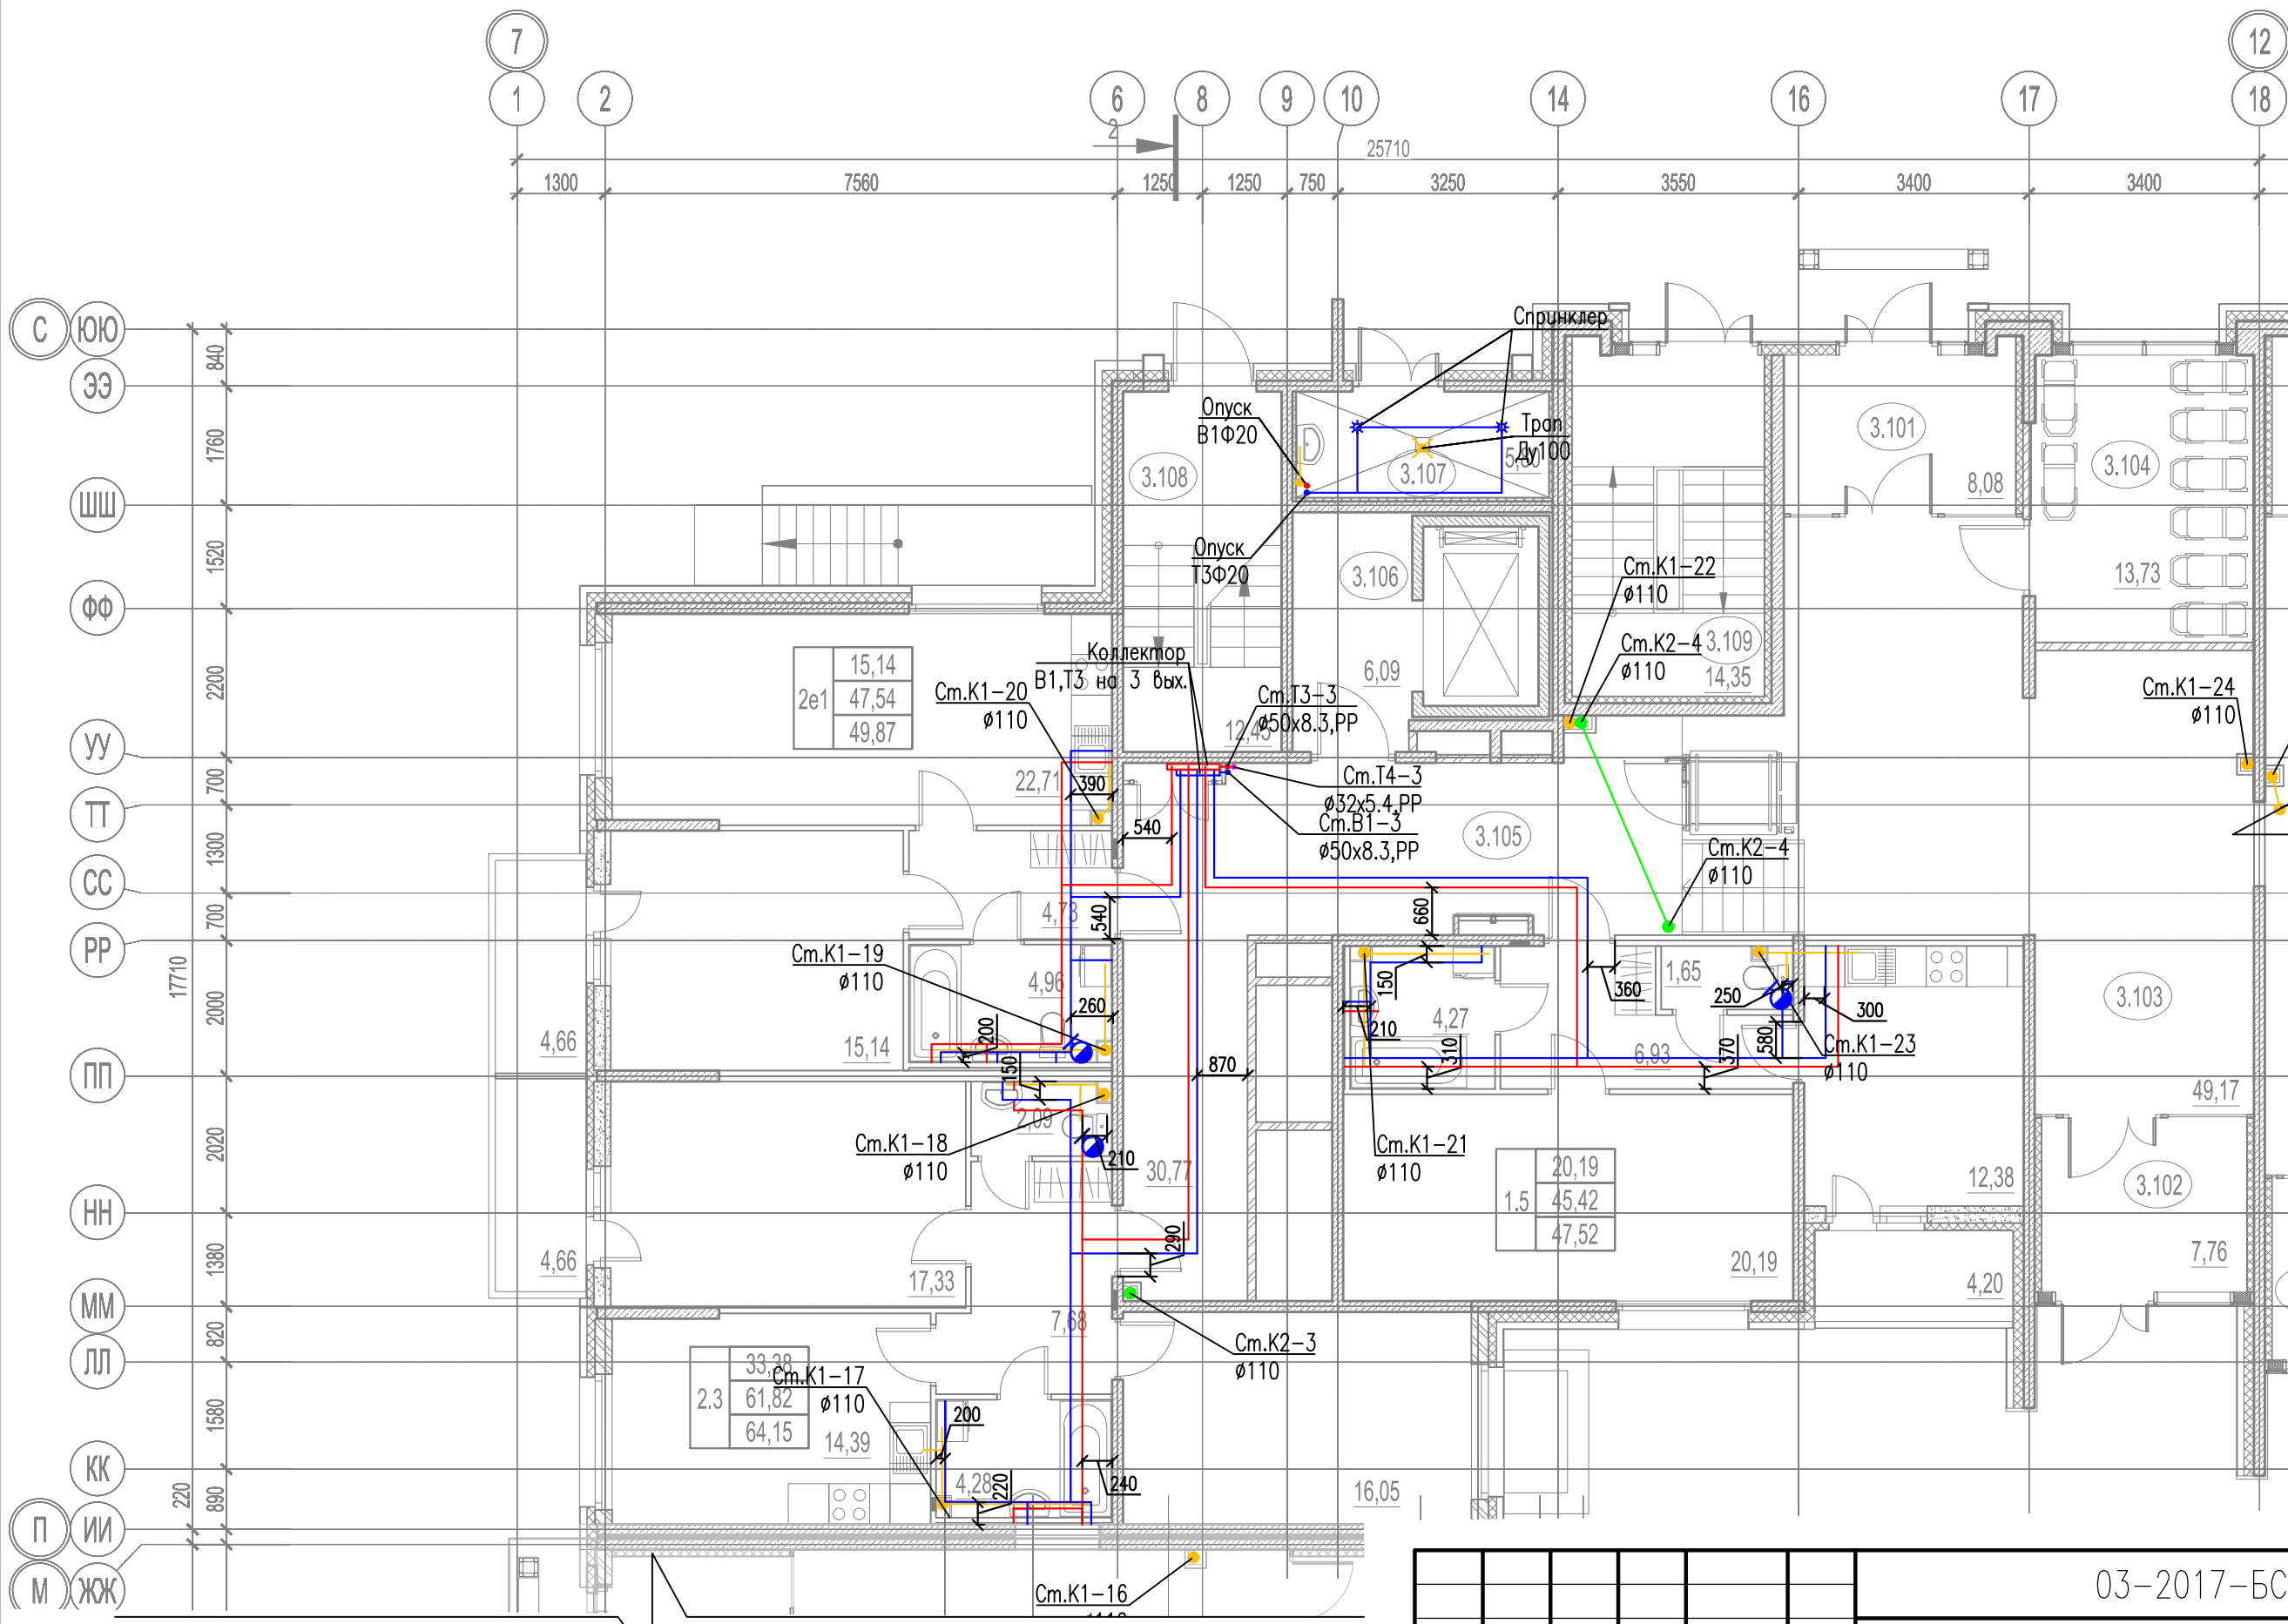 7 12
1 2 6 8 9 10 14 16 17 18
2
25710
1300 7560 1250 1250 750 3250 3550 3400 3400
С ЮЮ
ЭЭ
ШШ
ФФ
УУ
ТТ
СС
РР
ПП
НН
ММ
ЛЛ
КК
П ИИ
М ЖЖ
840
1760
1520
2200
700
1300
700
2000
2020
1380
820
1580
890
17710
220
Спринклер
Опуск
В1Ф20
Трап
Ду100
3.107
3.108
3.101
8,08
3.104
13,73
Опуск
Т3Ф20
3.106
6,09
Ст.К1-22
ø110
Ст.К2-4
ø110
3.109
14,35
2е1
15,14
47,54
49,87
Коллектор
В1,Т3 на 3 вых.
Ст.К1-20
ø110
Ст.Т3-3
ø50х8.3,РР
12,45
Ст.Т4-3
ø32х5.4,РР
Ст.В1-3
ø50х8.3,РР
Ст.К1-24
ø110
22,71
390
540
3.105
Ст.К2-4
ø110
4,73
540
660
Ст.К1-19
ø110
4,96
260
200
15,14
4,66
150
210
4,27
310
360
1,65
250
300
580
370
6,93
Ст.К1-23
ø110
3.103
49,17
870
150
2,09
Ст.К1-18
ø110
210
30,77
Ст.К1-21
ø110
1.5
20,19
45,42
47,52
12,38
3.102
7,76
4,66
17,33
290
20,19
4,20
7,68
Ст.К2-3
ø110
2.3
33,38
61,82
64,15
Ст.К1-17
ø110
14,39
200
4,28
220
240
16,05
Ст.К1-16
03-2017-БС